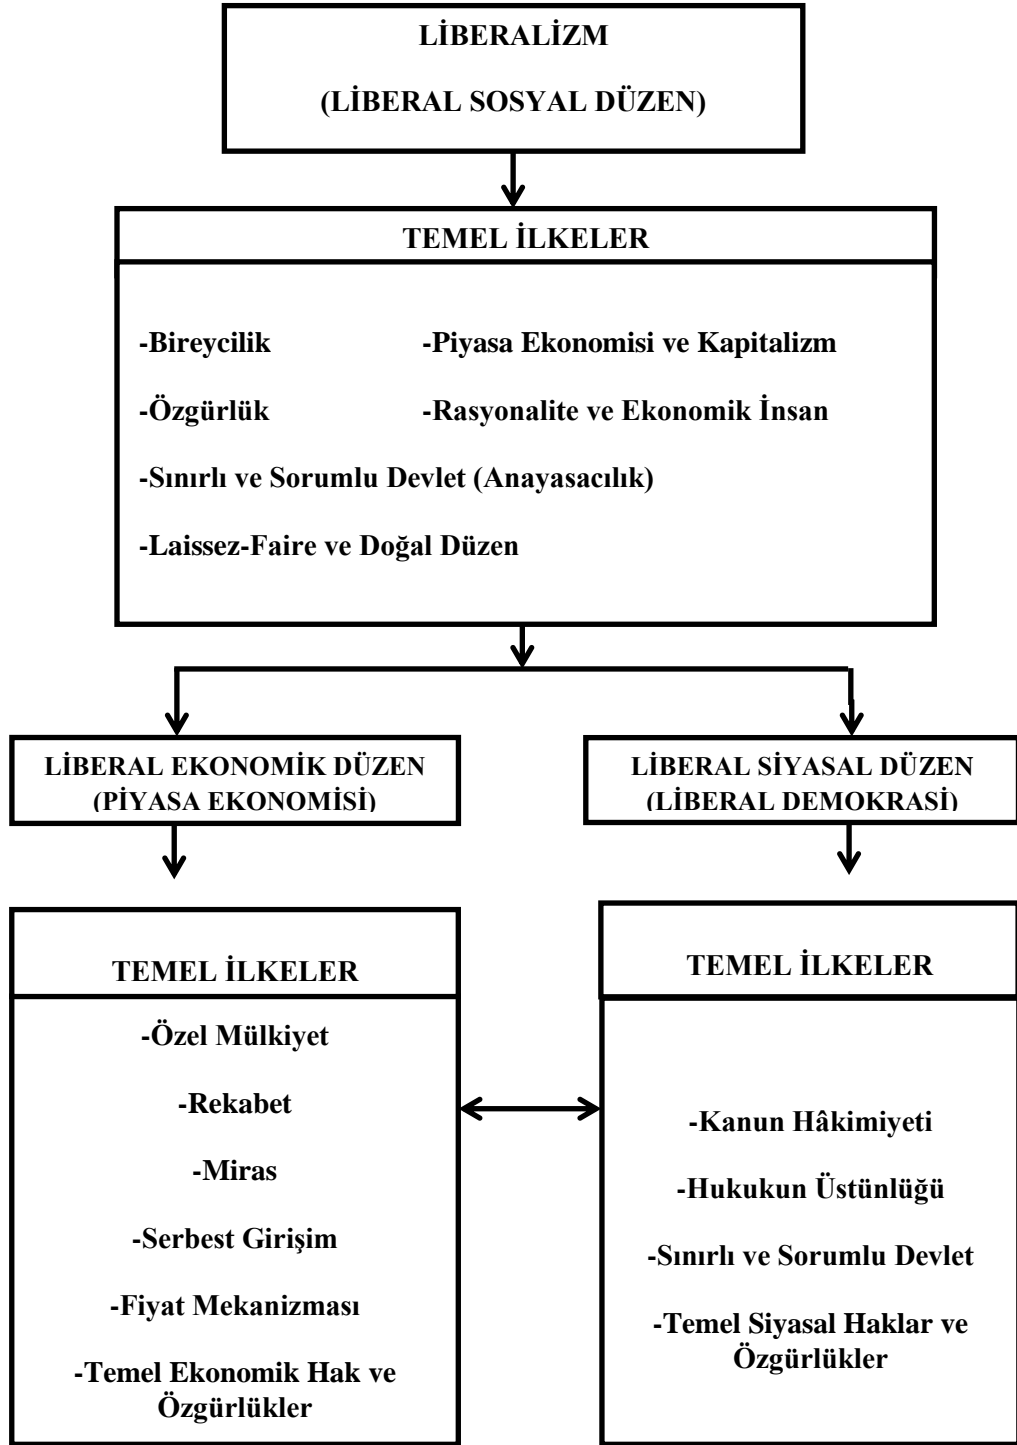 LİBERALİZM
(LİBERAL SOSYAL DÜZEN)
TEMEL İLKELER
-Bireycilik -Piyasa Ekonomisi ve Kapitalizm
-Özgürlük -Rasyonalite ve Ekonomik İnsan
-Sınırlı ve Sorumlu Devlet (Anayasacılık)
-Laissez-Faire ve Doğal Düzen
LİBERAL EKONOMİK DÜZEN
(PİYASA EKONOMİSİ)
LİBERAL SİYASAL DÜZEN
(LİBERAL DEMOKRASİ)
TEMEL İLKELER
-Özel Mülkiyet
-Rekabet
-Miras
-Serbest Girişim
-Fiyat Mekanizması
-Temel Ekonomik Hak ve
Özgürlükler
TEMEL İLKELER
-Kanun Hâkimiyeti
-Hukukun Üstünlüğü
-Sınırlı ve Sorumlu Devlet
-Temel Siyasal Haklar ve
Özgürlükler